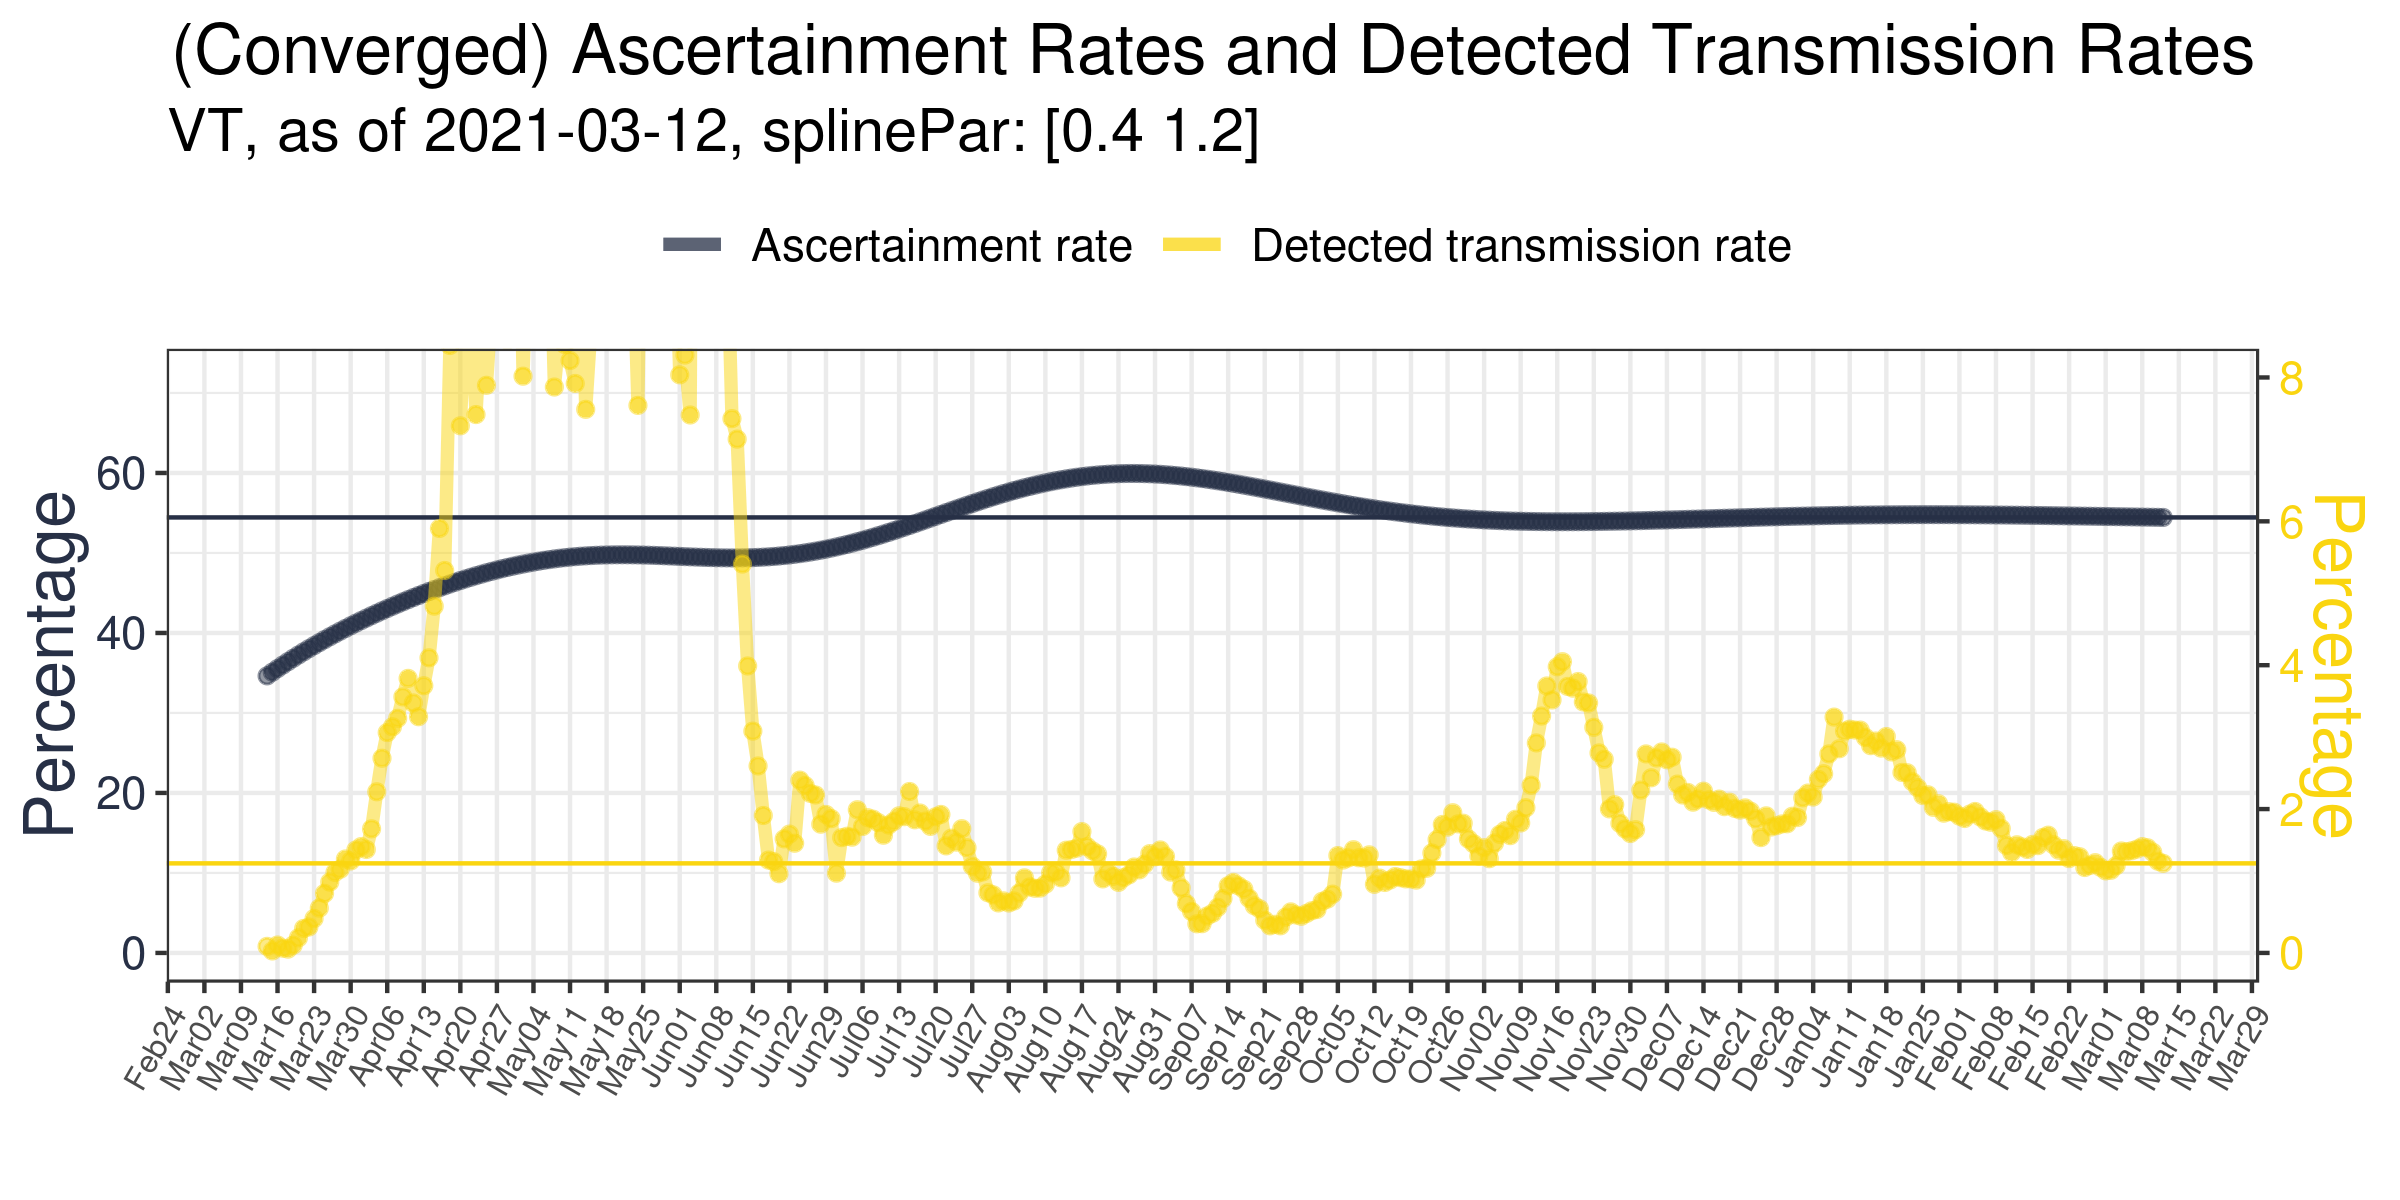 (Converged) Ascertainment Rates and Detected Transmission Rates
VT, as of 2021-03-12, splinePar: [0.4 1.2]
Ascertainment rate Detected transmission rate
Percentage
60
40
20
0
8
6
4
2
0
Percentage
Feb24 Mar02 Mar09 Mar16 Mar23 Mar30 Apr06 Apr13 Apr20 Apr27 May04 May11 May18 May25 Jun01 Jun08 Jun15 Jun22 Jun29 Jul06 Jul13 Jul20 Jul27 Aug03 Aug10 Aug17 Aug24 Aug31 Sep07 Sep14 Sep21 Sep28 Oct05 Oct12 Oct19 Oct26 Nov02 Nov09 Nov16 Nov23 Nov30 Dec07 Dec14 Dec21 Dec28 Jan04 Jan11 Jan18 Jan25 Feb01 Feb08 Feb15 Feb22 Mar01 Mar08 Mar15 Mar22 Mar29